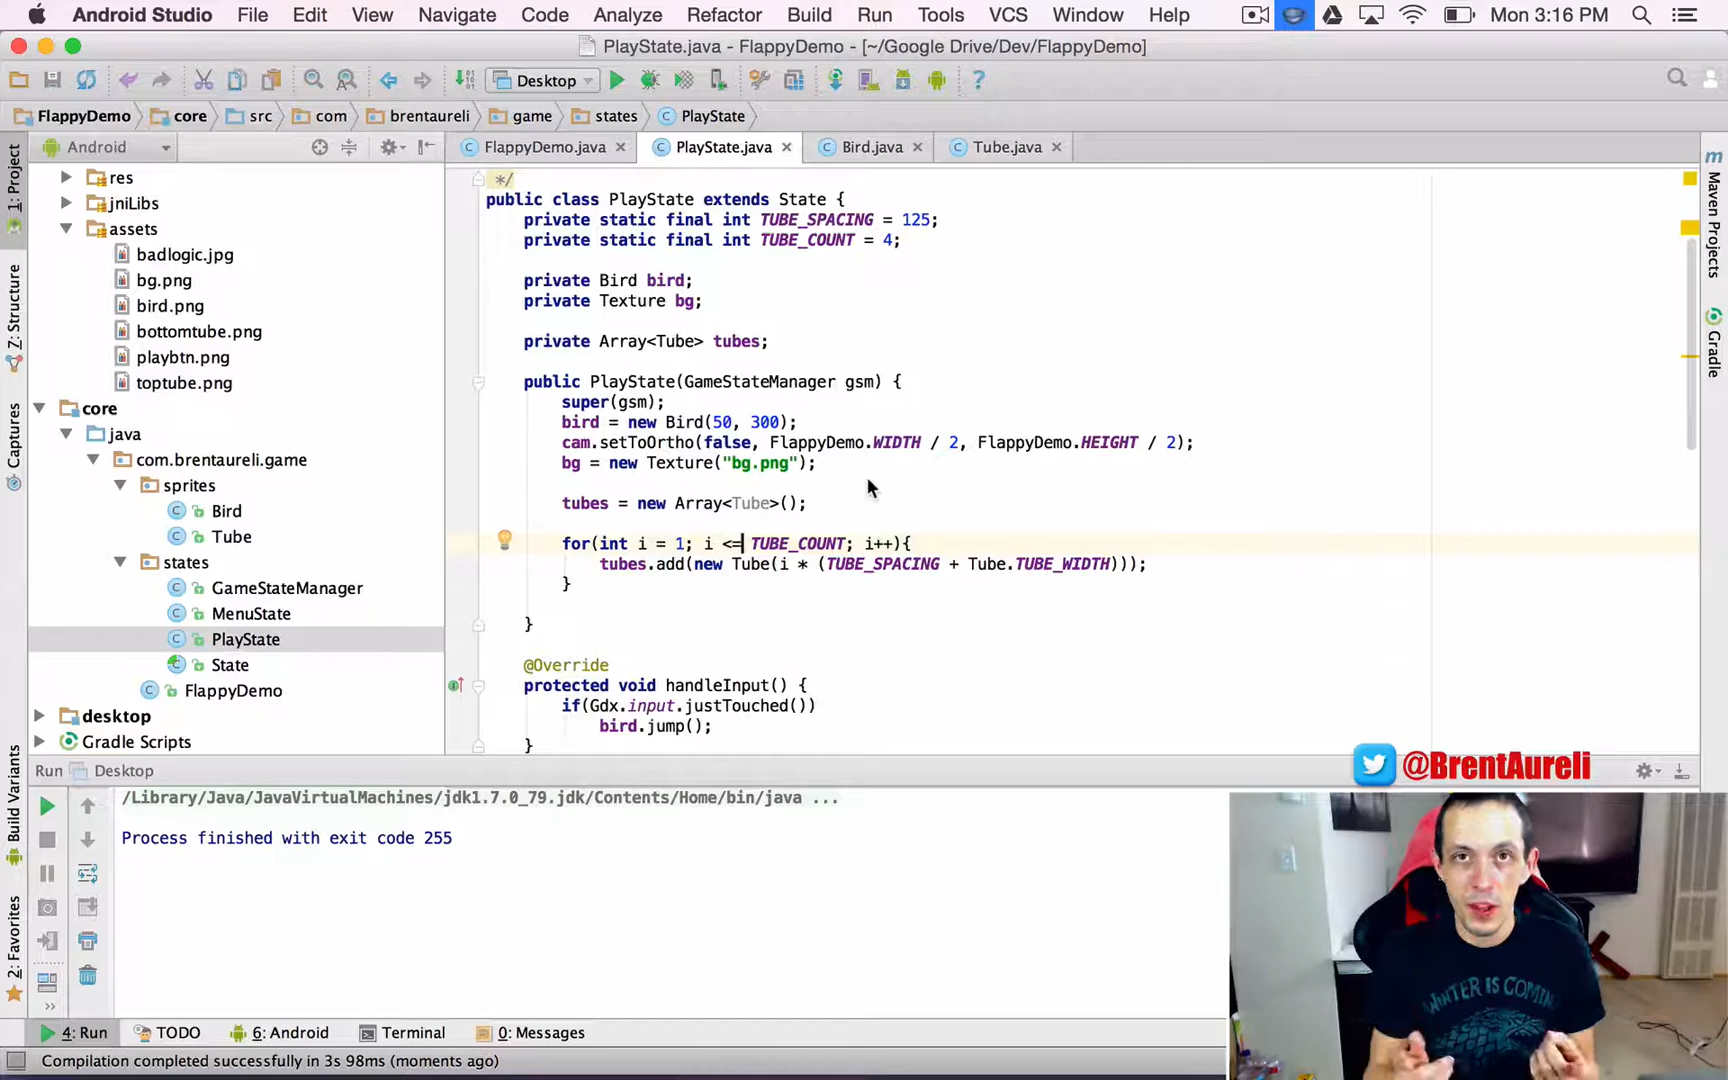 Android Studio File Edit View Navigate Code Analyze Refactor Build Run Tools VCS Window Help Mon 3:16 PM
PlayState.java - FlappyDemo - [~/Google Drive/Dev/FlappyDemo]
Desktop
FlappyDemo core src com brentaureli game states PlayState
Android
FlappyDemo.java PlayState.java Bird.java Tube.java
1: Project
Z: Structure
Captures
Build Variants
2: Favorites
res
jniLibs
assets
badlogic.jpg
bg.png
bird.png
bottomtube.png
playbtn.png
toptube.png
core
java
com.brentaureli.game
sprites
Bird
Tube
states
GameStateManager
MenuState
PlayState
State
FlappyDemo
desktop
Gradle Scripts
*/
public class PlayState extends State {
private static final int TUBE_SPACING = 125;
private static final int TUBE_COUNT = 4;
private Bird bird;
private Texture bg;
private Array<Tube> tubes;
public PlayState(GameStateManager gsm) {
super(gsm);
bird = new Bird(50, 300);
cam.setToOrtho(false, FlappyDemo.WIDTH / 2, FlappyDemo.HEIGHT / 2);
bg = new Texture("bg.png");
tubes = new Array<Tube>();
for(int i = 1; i <= TUBE_COUNT; i++){
tubes.add(new Tube(i * (TUBE_SPACING + Tube.TUBE_WIDTH)));
}
}
@Override
protected void handleInput() {
if(Gdx.input.justTouched())
bird.jump();
}
m
Maven Projects
Gradle
@BrentAureli
Run Desktop
/Library/Java/JavaVirtualMachines/jdk1.7.0_79.jdk/Contents/Home/bin/java ...
Process finished with exit code 255
WINTER IS COMING
4: Run TODO 6: Android Terminal 0: Messages
Compilation completed successfully in 3s 98ms (moments ago)